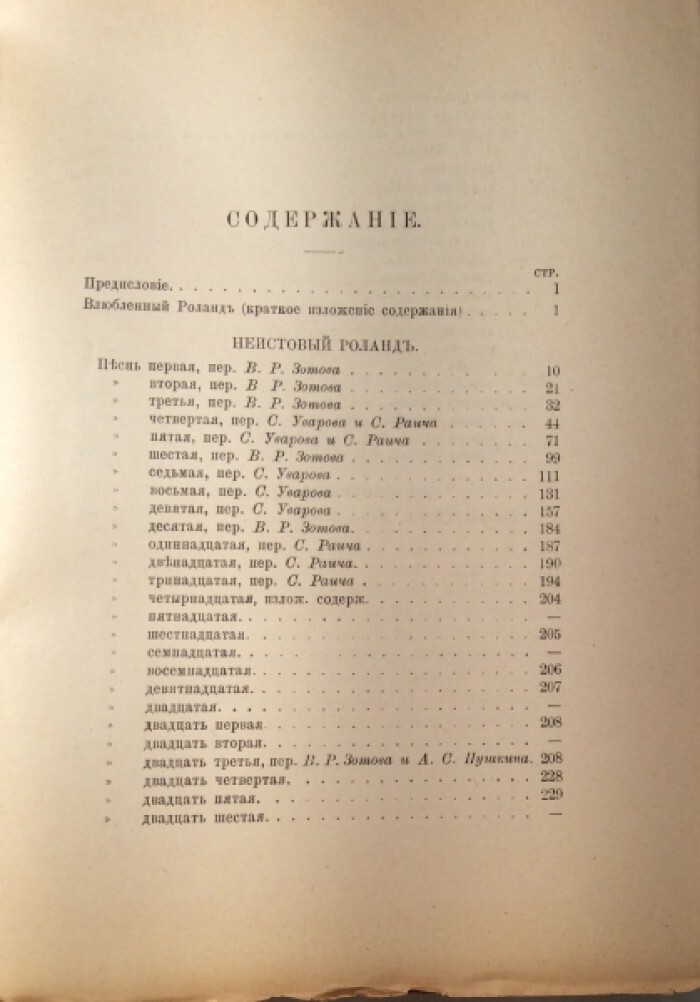 СОДЕРЖАНІЕ.
СТР.
Предисловіе. . . . . . . . . . . . . . . . . . . . . . . I
Влюбленный Роландъ (краткое изложеніе содержанія) . . . . . 1
НЕИСТОВЫЙ РОЛАНДЪ.
Пѣснь первая, пер. В. Р. Зотова . . . . . . . . . . . . 10
» вторая, пер. В Р. Зотова . . . . . . . . . . . . 21
» третья, пер. В. Р. Зотова . . . . . . . . . . . . 32
» четвертая, пер. С. Уварова и С. Раича . . . . . . . 44
» пятая, пер. С. Уварова и С. Раича . . . . . . . . 71
» шестая, пер. В. Р. Зотова . . . . . . . . . . . . 99
» седьмая, пер. С. Уварова . . . . . . . . . . . . 111
» восьмая, пер. С. Уварова . . . . . . . . . . . . 131
» девятая, пер. С. Уварова . . . . . . . . . . . . 157
» десятая, пер. В. Р. Зотова. . . . . . . . . . . . 184
» одиннадцатая, пер. С. Раича . . . . . . . . . . . 187
» двѣнадцатая, пер. С. Раича. . . . . . . . . . . . 190
» тринадцатая, пер. С. Раича . . . . . . . . . . . 194
» четырнадцатая, излож. содерж. . . . . . . . . . . 204
» пятнадцатая. . . . . . . . . . . . . . . . . . —
» шестнадцатая. . . . . . . . . . . . . . . . . . 205
» семнадцатая. . . . . . . . . . . . . . . . . . —
» восемнадцатая. . . . . . . . . . . . . . . . . 206
» девятнадцатая. . . . . . . . . . . . . . . . . 207
» двадцатая. . . . . . . . . . . . . . . . . . . —
» двадцать первая . . . . . . . . . . . . . . . . 208
» двадцать вторая. . . . . . . . . . . . . . . . —
» двадцать третья, пер. В. Р. Зотова и А. С. Пушкина. 208
» двадцать четвертая. . . . . . . . . . . . . . . 228
» двадцать пятая. . . . . . . . . . . . . . . . . 229
» двадцать шестая. . . . . . . . . . . . . . . . —